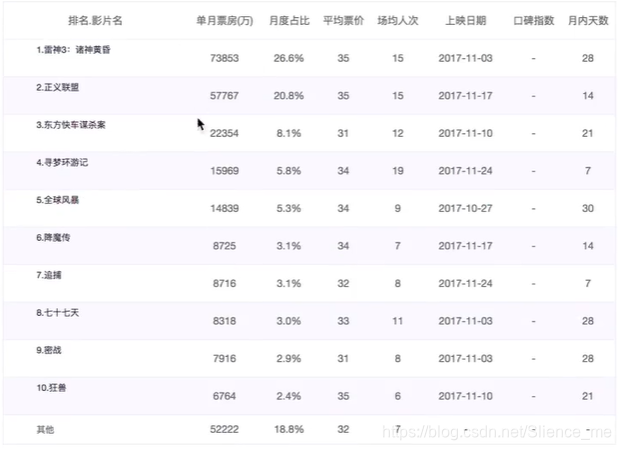 排名.影片名 单月票房(万) 月度占比 平均票价 场均人次 上映日期 口碑指数 月内天数
1.雷神3：诸神黄昏 73853 26.6% 35 15 2017-11-03 - 28
2.正义联盟 57767 20.8% 35 15 2017-11-17 - 14
3.东方快车谋杀案 22354 8.1% 31 12 2017-11-10 - 21
4.寻梦环游记 15969 5.8% 34 19 2017-11-24 - 7
5.全球风暴 14839 5.3% 34 9 2017-10-27 - 30
6.降魔传 8725 3.1% 34 7 2017-11-17 - 14
7.追捕 8716 3.1% 32 8 2017-11-24 - 7
8.七十七天 8318 3.0% 33 11 2017-11-03 - 28
9.密战 7916 2.9% 31 8 2017-11-03 - 28
10.狂兽 6764 2.4% 35 6 2017-11-10 - 21
其他 52222 18.8% 32 7 - - -
https://blog.csdn.net/Slience_me